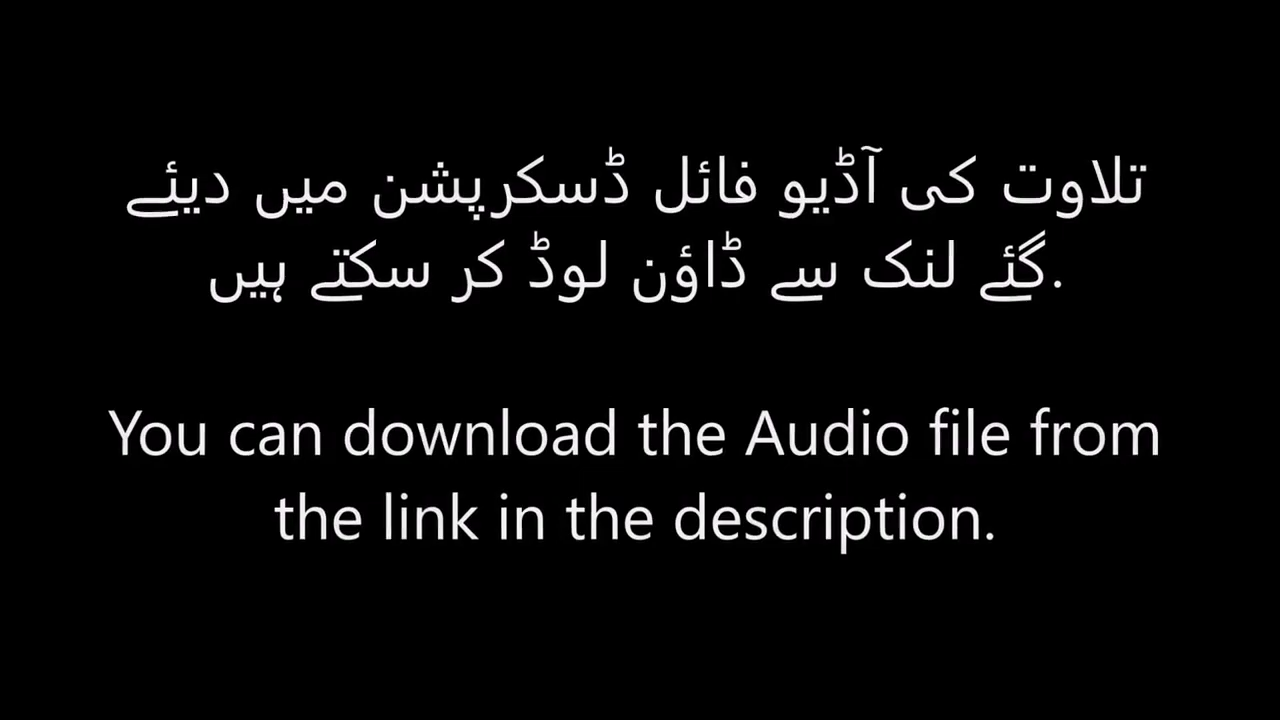 تلاوت کی آڈیو فائل ڈسکرپشن میں دیئے
گئے لنک سے ڈاؤن لوڈ کر سکتے ہیں.
You can download the Audio file from
the link in the description.